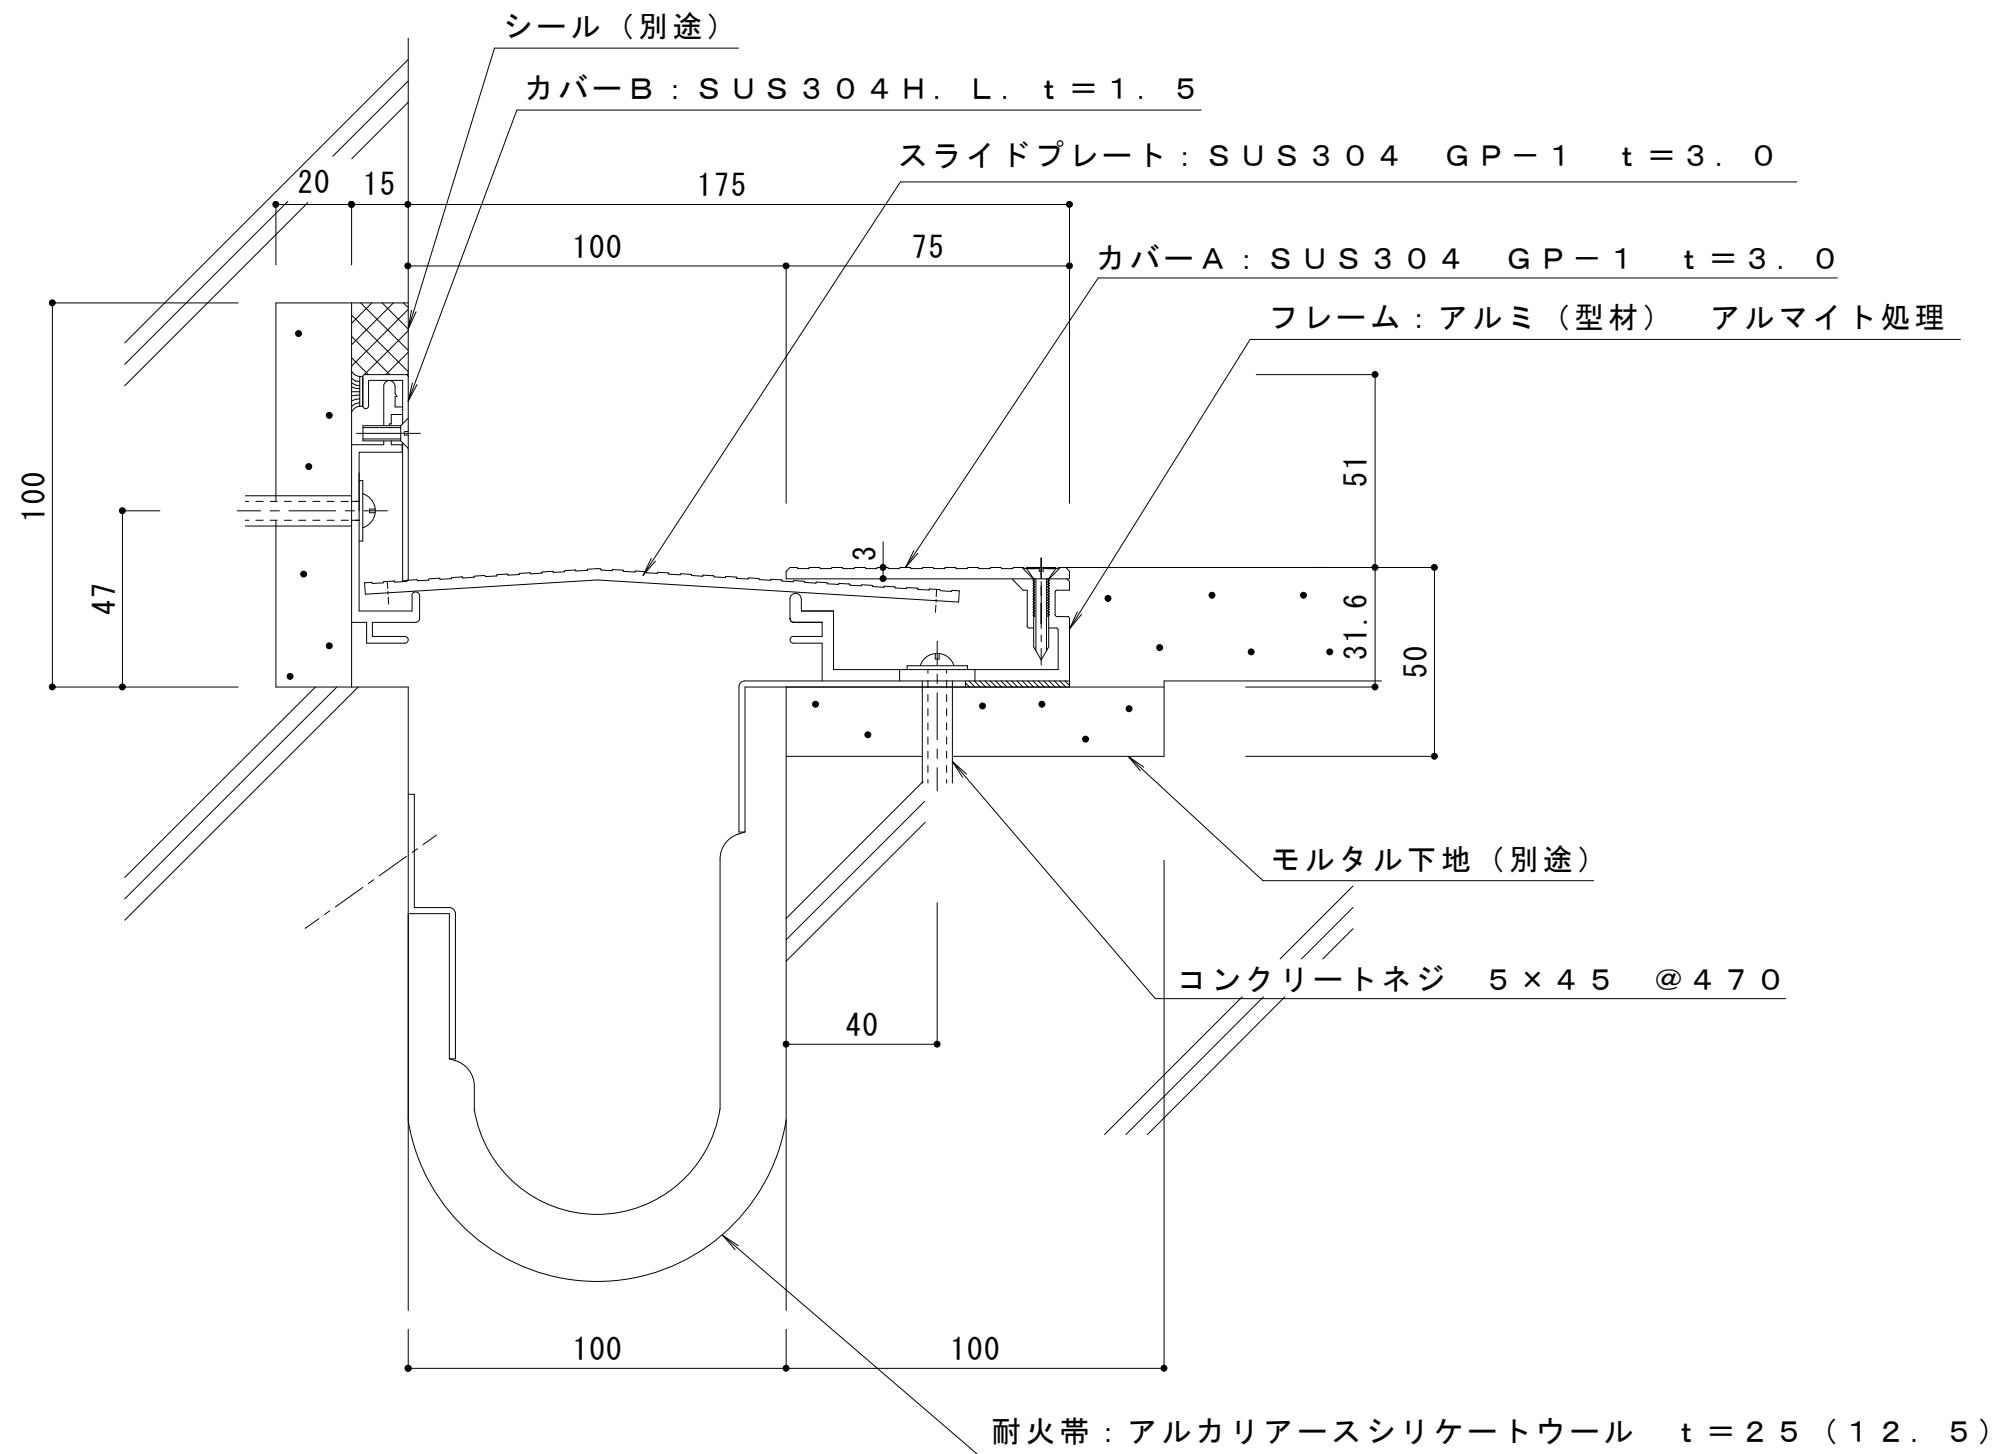 シール（別途）
カバーB：SUS304H．L．t＝1．5
スライドプレート：SUS304　GP－1　t＝3．0
20 15 175
100 75
カバーA：SUS304　GP－1　t＝3．0
フレーム：アルミ（型材）　アルマイト処理
51
100
3
47
31.6
50
モルタル下地（別途）
コンクリートネジ　5×45　@470
40
100 100
耐火帯：アルカリアースシリケートウール　t＝25（12．5）